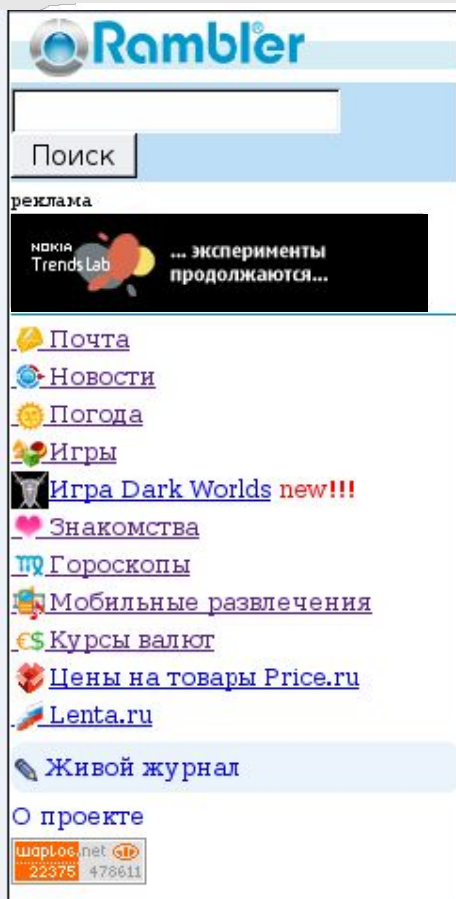 Rambler
Поиск
реклама
NOKIA
Trends Lab
... эксперименты
продолжаются...
Почта
Новости
Погода
Игры
Игра Dark Worlds new!!!
Знакомства
Гороскопы
Мобильные развлечения
€$ Курсы валют
Цены на товары Price.ru
Lenta.ru
Живой журнал
О проекте
waplog.net
22375 478611